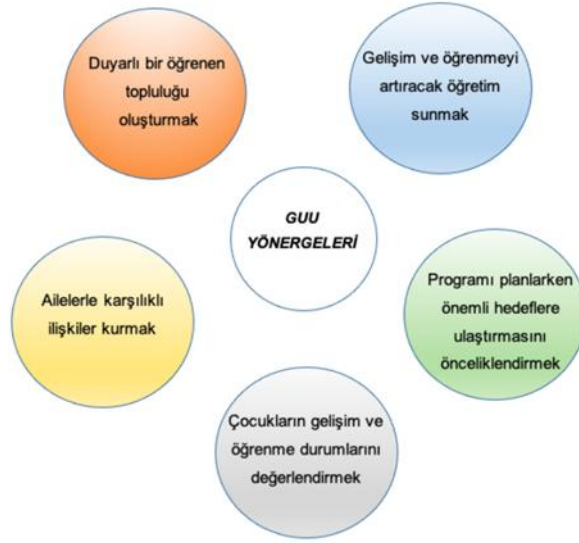 Duyarlı bir öğrenen
topluluğu
oluşturmak
Gelişim ve öğrenmeyi
artıracak öğretim
sunmak
GUU
YÖNERGELERİ
Ailelerle karşılıklı
ilişkiler kurmak
Programı planlarken
önemli hedeflere
ulaştırmasını
önceliklendirmek
Çocukların gelişim ve
öğrenme durumlarını
değerlendirmek